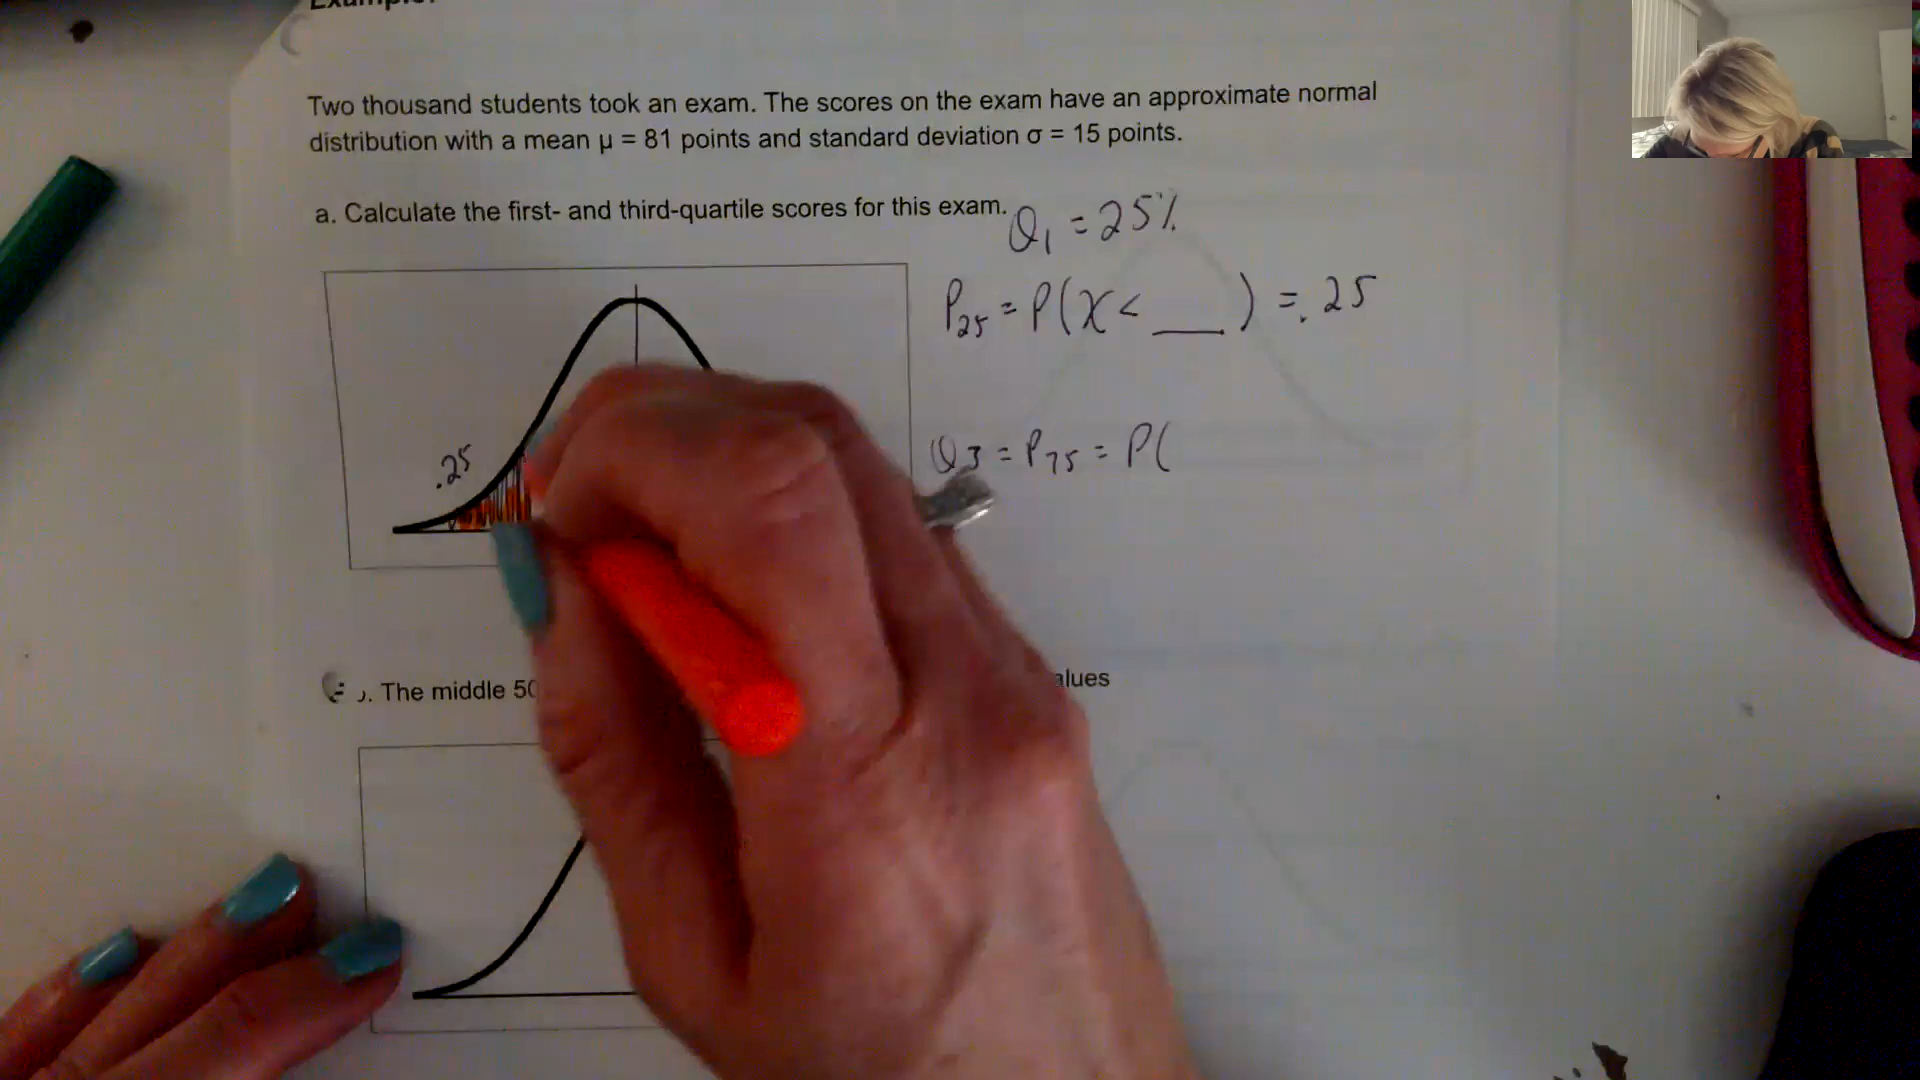 Example:
Two thousand students took an exam. The scores on the exam have an approximate normal
distribution with a mean μ = 81 points and standard deviation σ = 15 points.
a. Calculate the first- and third-quartile scores for this exam.
Q₁ = 25%
P₂₅ = P(X < __ ) = .25
.25
Q₃ = P₇₅ = P(
. The middle 50
alues